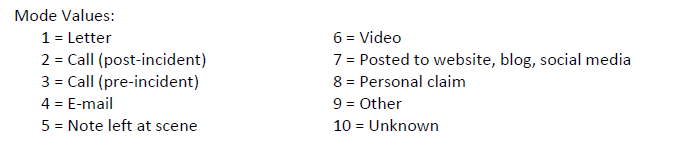 Mode Values:
1 = Letter
2 = Call (post-incident)
3 = Call (pre-incident)
4 = E-mail
5 = Note left at scene
6 = Video
7 = Posted to website, blog, social media
8 = Personal claim
9 = Other
10 = Unknown